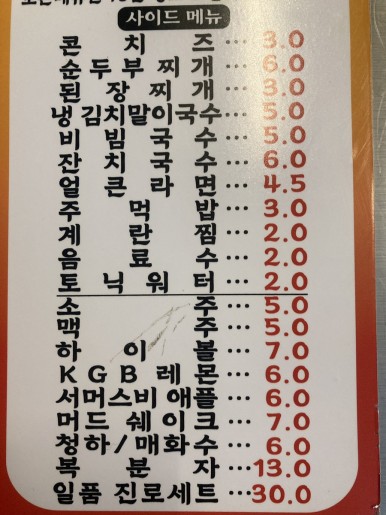 사이드 메뉴
콘 치 즈 … 3.0
순 두 부 찌 개 … 6.0
된 장 찌 개 … 3.0
냉김치말이국수 … 5.0
비 빔 국 수 … 5.0
잔 치 국 수 … 6.0
얼 큰 라 면 … 4.5
주 먹 밥 … 3.0
계 란 찜 … 2.0
음 료 수 … 2.0
토 닉 워 터 … 2.0
소 주 … 5.0
맥 주 … 5.0
하 이 볼 … 7.0
K G B 레 몬 … 6.0
서머스비 애플 … 6.0
머드 쉐이크 … 7.0
청하/매화수 … 6.0
복 분 자 … 13.0
일품 진로세트 … 30.0